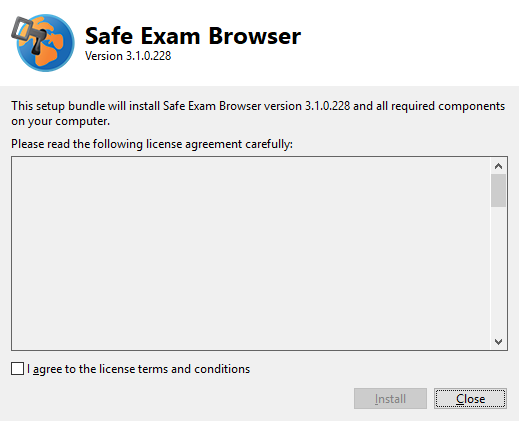 Safe Exam Browser
Version 3.1.0.228
This setup bundle will install Safe Exam Browser version 3.1.0.228 and all required components
on your computer.
Please read the following license agreement carefully:
I agree to the license terms and conditions
Install
Close